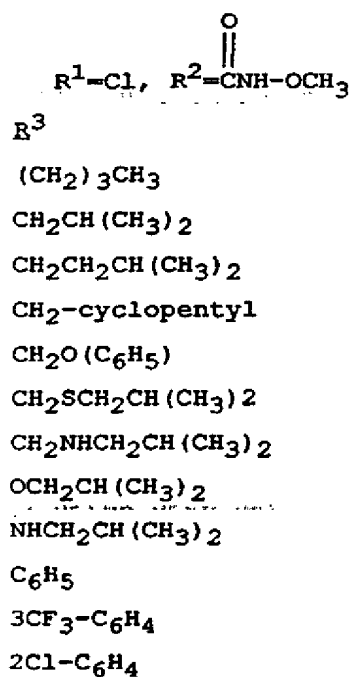 O
R¹=Cl, R²=CNH-OCH₃
R³
(CH₂)₃CH₃
CH₂CH(CH₃)₂
CH₂CH₂CH(CH₃)₂
CH₂-cyclopentyl
CH₂O(C₆H₅)
CH₂SCH₂CH(CH₃)2
CH₂NHCH₂CH(CH₃)₂
OCH₂CH(CH₃)₂
NHCH₂CH(CH₃)₂
C₆H₅
3CF₃-C₆H₄
2Cl-C₆H₄